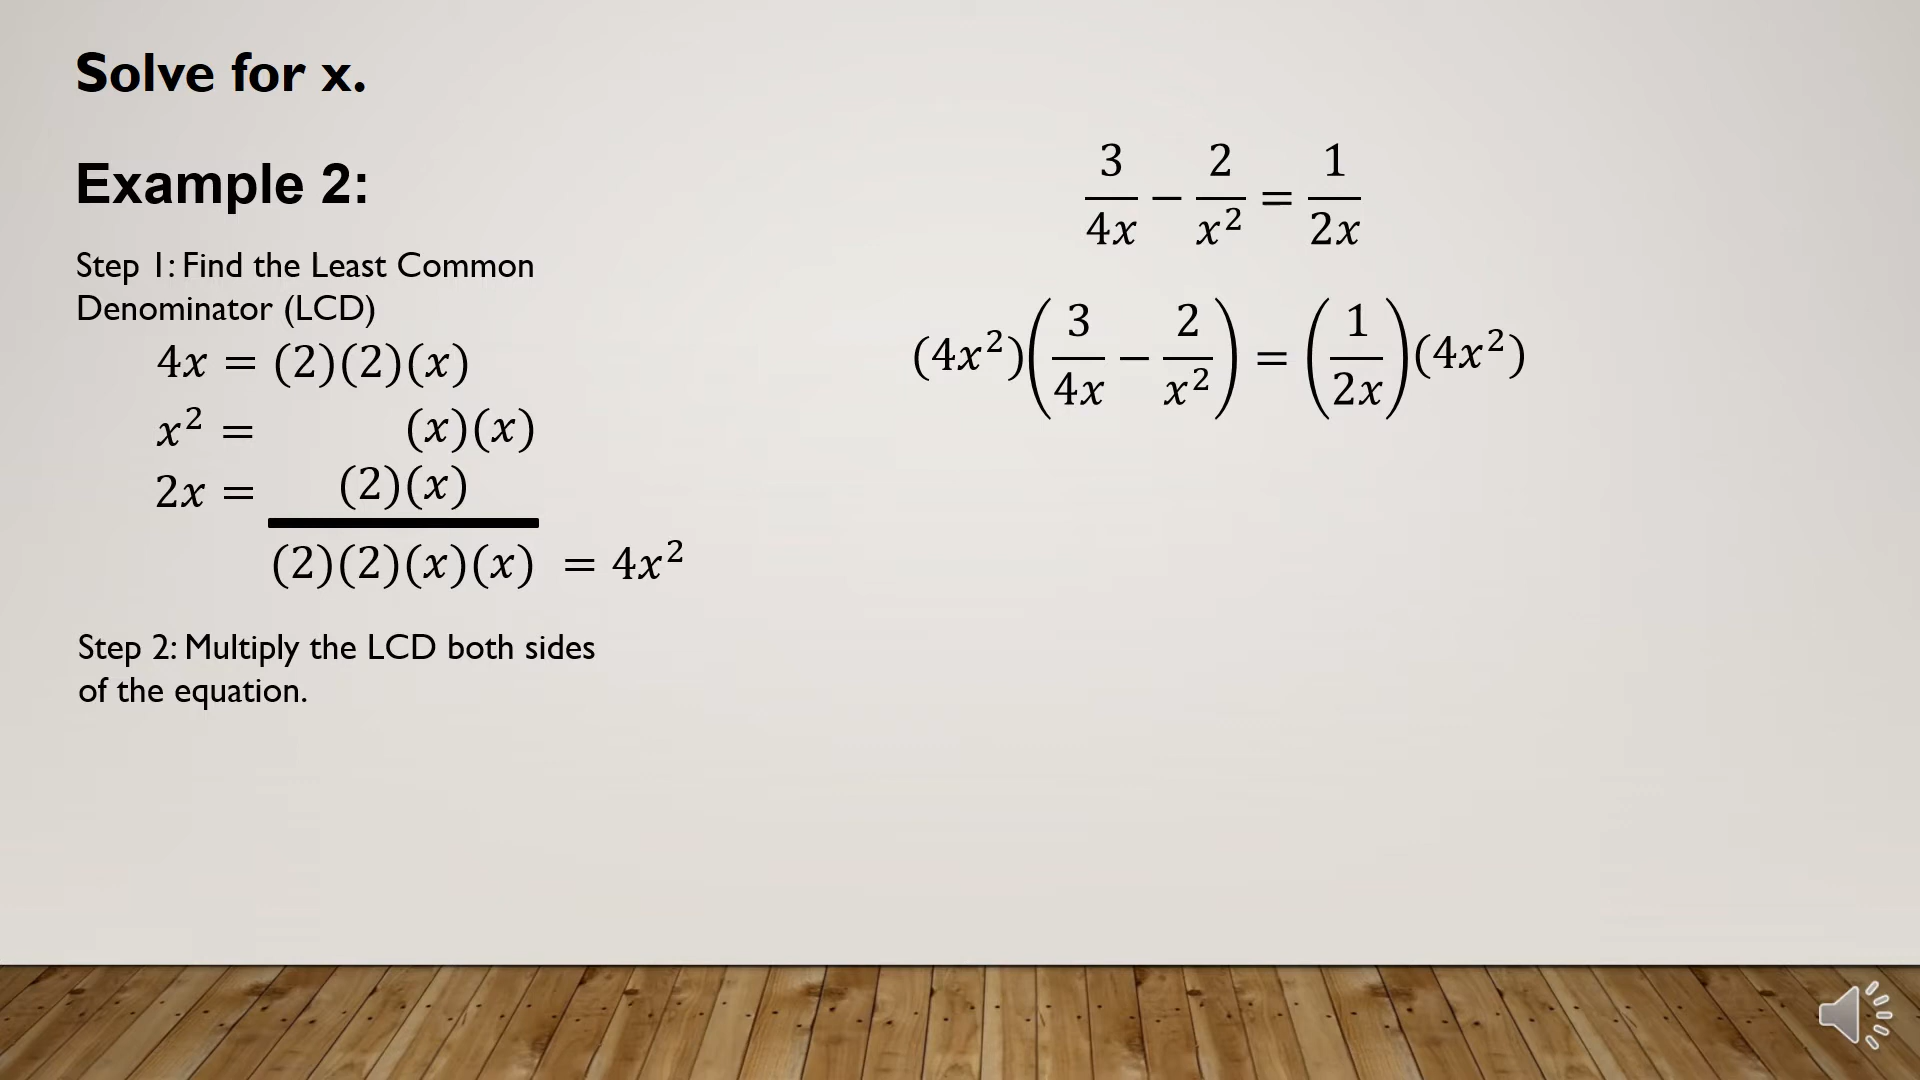 Solve for x.
Example 2:
Step 1: Find the Least Common
Denominator (LCD)
4x = (2)(2)(x)
x² = (x)(x)
2x = (2)(x)
(2)(2)(x)(x) = 4x²
Step 2: Multiply the LCD both sides
of the equation.
3/4x − 2/x² = 1/2x
(4x²)(3/4x − 2/x²) = (1/2x)(4x²)